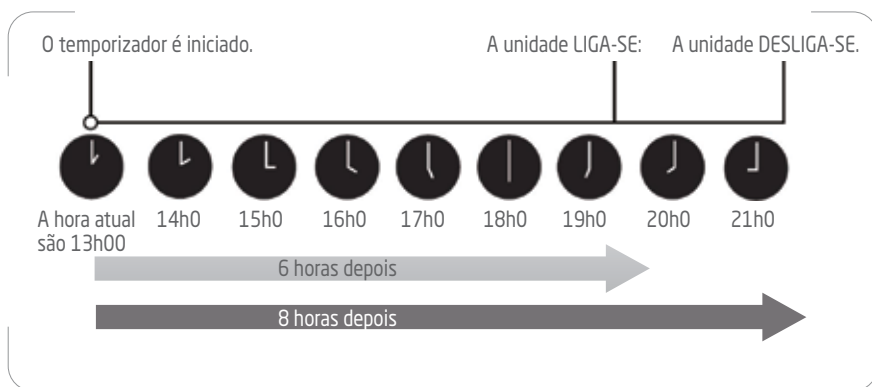 O temporizador é iniciado.
A unidade LIGA-SE:
A unidade DESLIGA-SE.
A hora atual
são 13h00
14h0
15h0
16h0
17h0
18h0
19h0
20h0
21h0
6 horas depois
8 horas depois